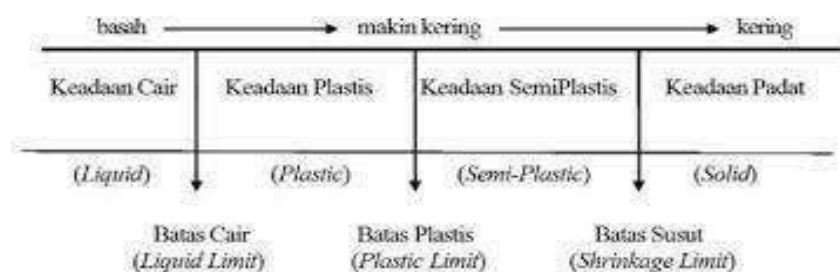 basah makin kering kering
Keadaan Cair Keadaan Plastis Keadaan SemiPlastis Keadaan Padat
(Liquid) (Plastic) (Semi-Plastic) (Solid)
Batas Cair Batas Plastis Batas Susut
(Liquid Limit) (Plastic Limit) (Shrinkage Limit)